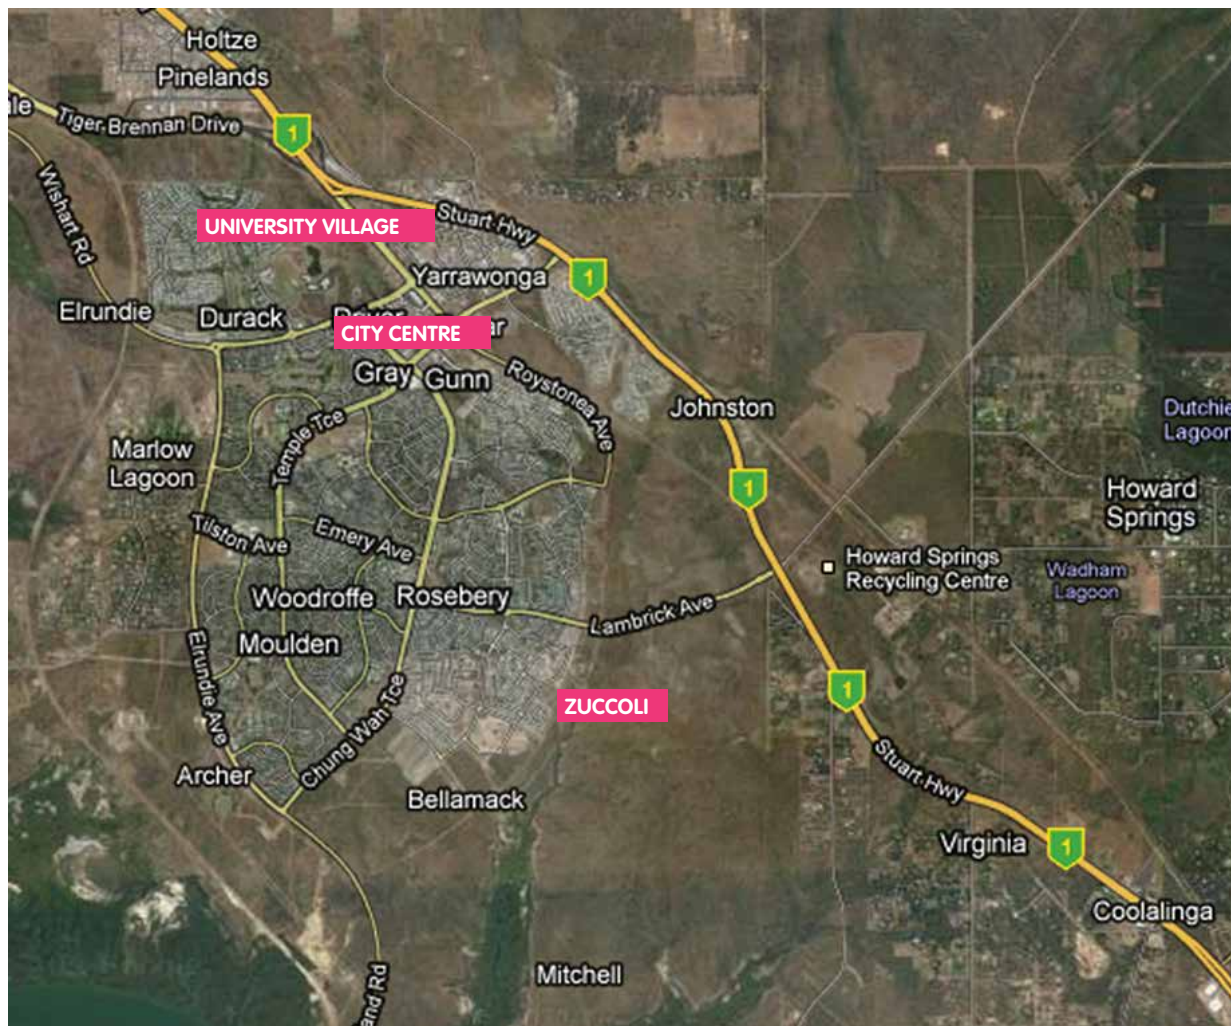 Holtze
Pinelands
Tiger Brennan Drive
1
Wishart Rd
UNIVERSITY VILLAGE
Stuart Hwy
Yarrawonga
1
Elrundie
Durack
CITY CENTRE
Gray
Gunn
Roystonea Ave
Johnston
Dutchie
Lagoon
Temple Tce
Marlow
Lagoon
1
Howard
Springs
Tilston Ave
Emery Ave
Howard Springs
Recycling Centre
Wadham
Lagoon
Woodroffe
Rosebery
Lambrick Ave
Moulden
Elrundie Ave
1
ZUCCOLI
Chung Wah Tce
Stuart Hwy
Archer
Bellamack
Virginia
1
Coolalinga
Mitchell